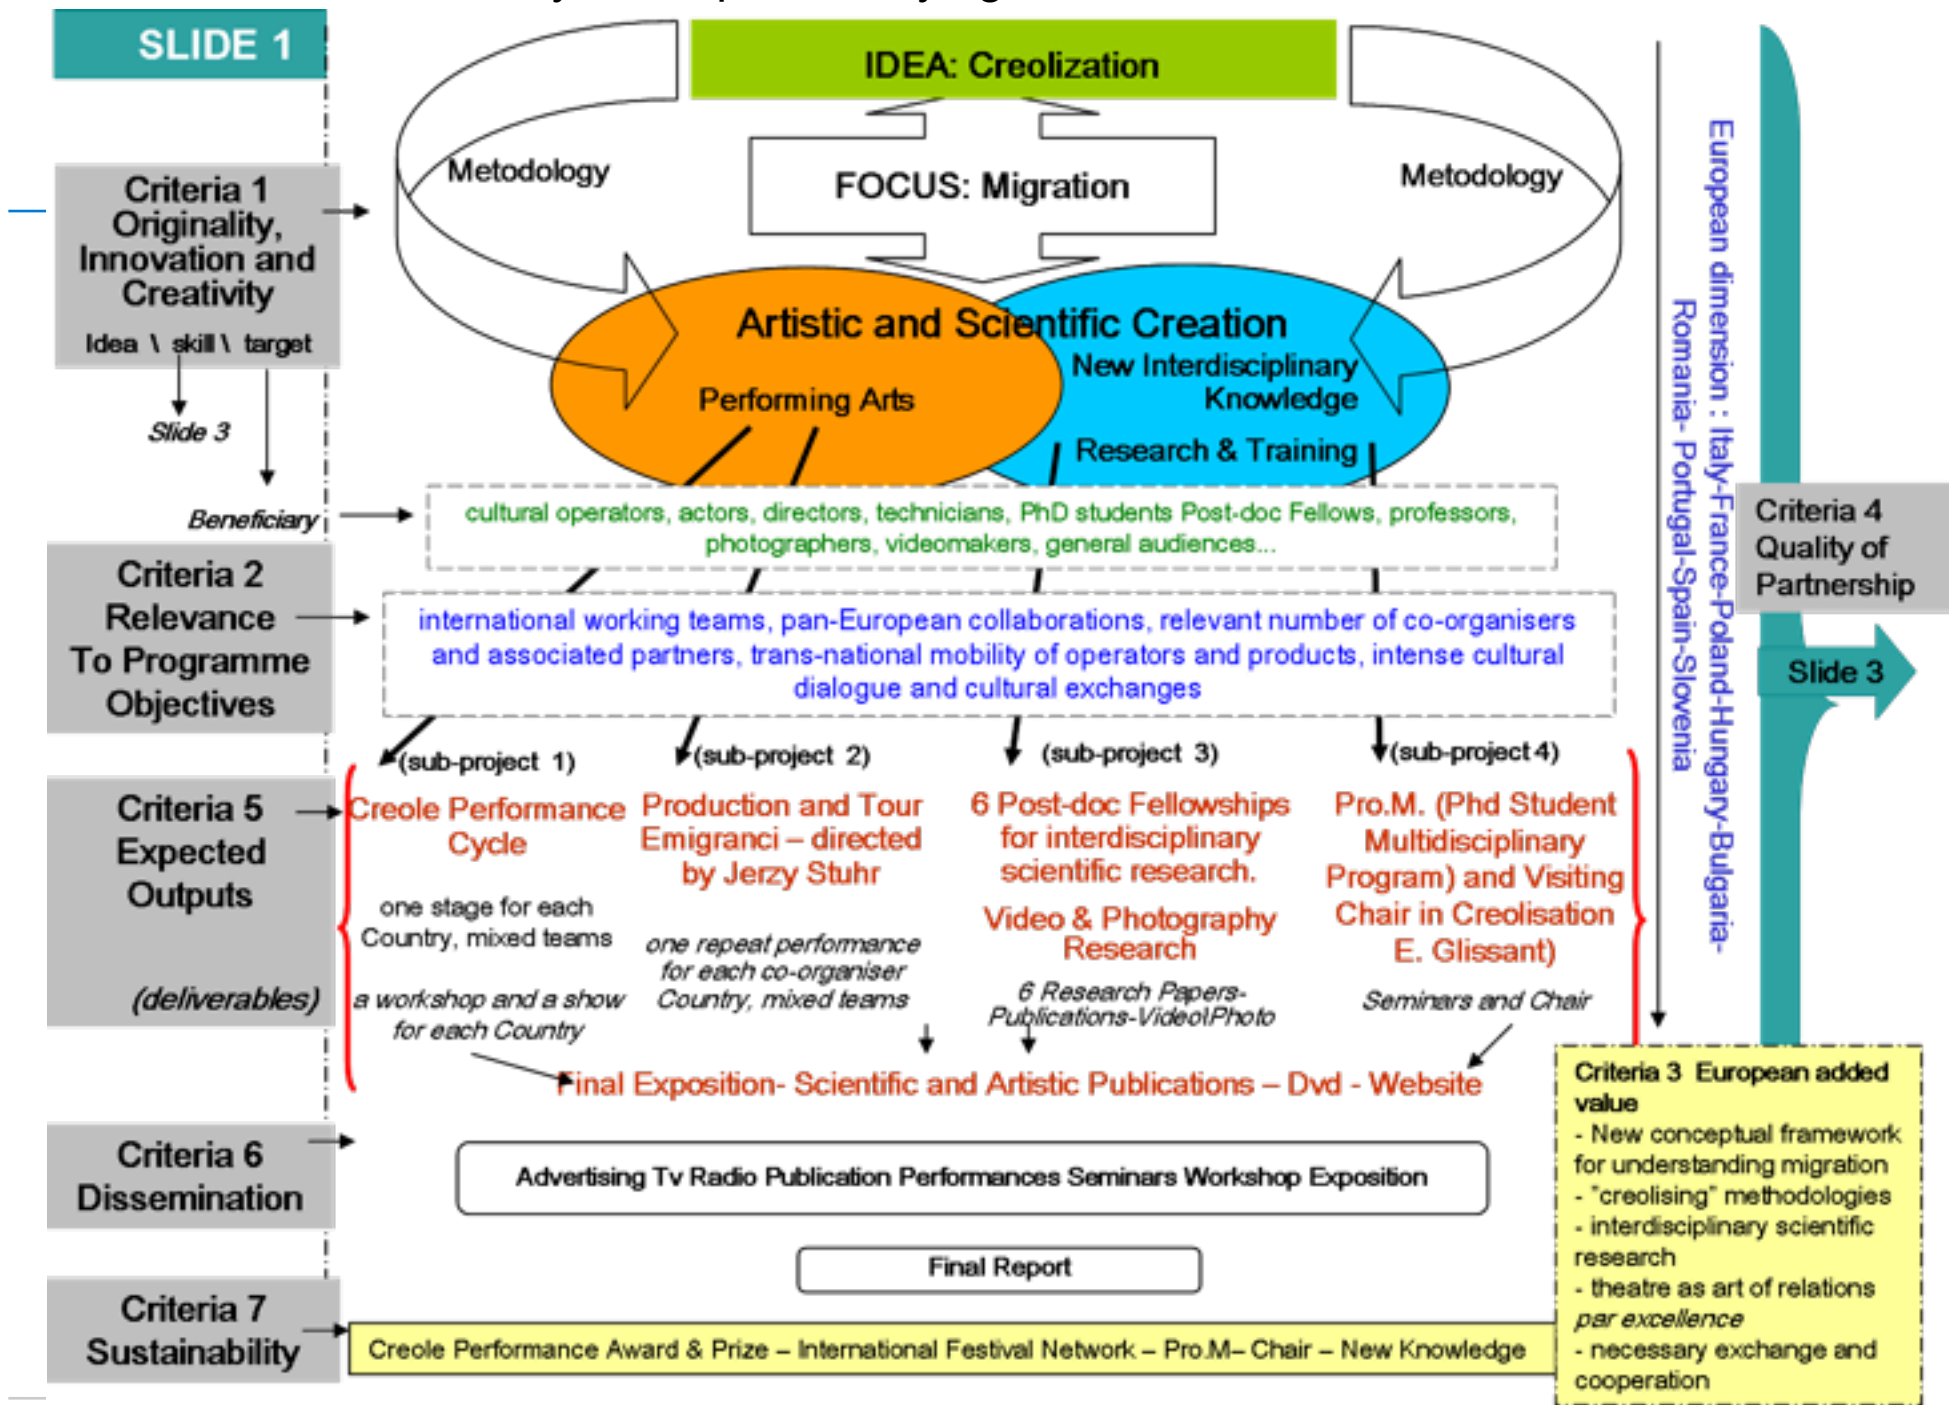 SLIDE 1
IDEA: Creolization
Metodology
FOCUS: Migration
Metodology
Criteria 1
Originality,
Innovation and
Creativity
Idea \ skill \ target
Slide 3
Beneficiary
Artistic and Scientific Creation
Performing Arts
New Interdisciplinary
Knowledge
Research & Training
cultural operators, actors, directors, technicians, PhD students Post-doc Fellows, professors,
photographers, videomakers, general audiences...
Criteria 2
Relevance
To Programme
Objectives
international working teams, pan-European collaborations, relevant number of co-organisers
and associated partners, trans-national mobility of operators and products, intense cultural
dialogue and cultural exchanges
European dimension : Italy-France-Poland-Hungary-Bulgaria-
Romania- Portugal-Spain-Slovenia
Criteria 4
Quality of
Partnership
Slide 3
Criteria 5
Expected
Outputs
(deliverables)
(sub-project 1)
Creole Performance
Cycle
one stage for each
Country, mixed teams
a workshop and a show
for each Country
(sub-project 2)
Production and Tour
Emigranci – directed
by Jerzy Stuhr
one repeat performance
for each co-organiser
Country, mixed teams
(sub-project 3)
6 Post-doc Fellowships
for interdisciplinary
scientific research.
Video & Photography
Research
6 Research Papers-
Publications-Video\Photo
(sub-project 4)
Pro.M. (Phd Student
Multidisciplinary
Program) and Visiting
Chair in Creolisation
E. Glissant)
Seminars and Chair
Final Exposition- Scientific and Artistic Publications – Dvd - Website
Criteria 3 European added
value
- New conceptual framework
for understanding migration
- "creolising" methodologies
- interdisciplinary scientific
research
- theatre as art of relations
par excellence
- necessary exchange and
cooperation
Criteria 6
Dissemination
Advertising Tv Radio Publication Performances Seminars Workshop Exposition
Final Report
Criteria 7
Sustainability
Creole Performance Award & Prize – International Festival Network – Pro.M– Chair – New Knowledge